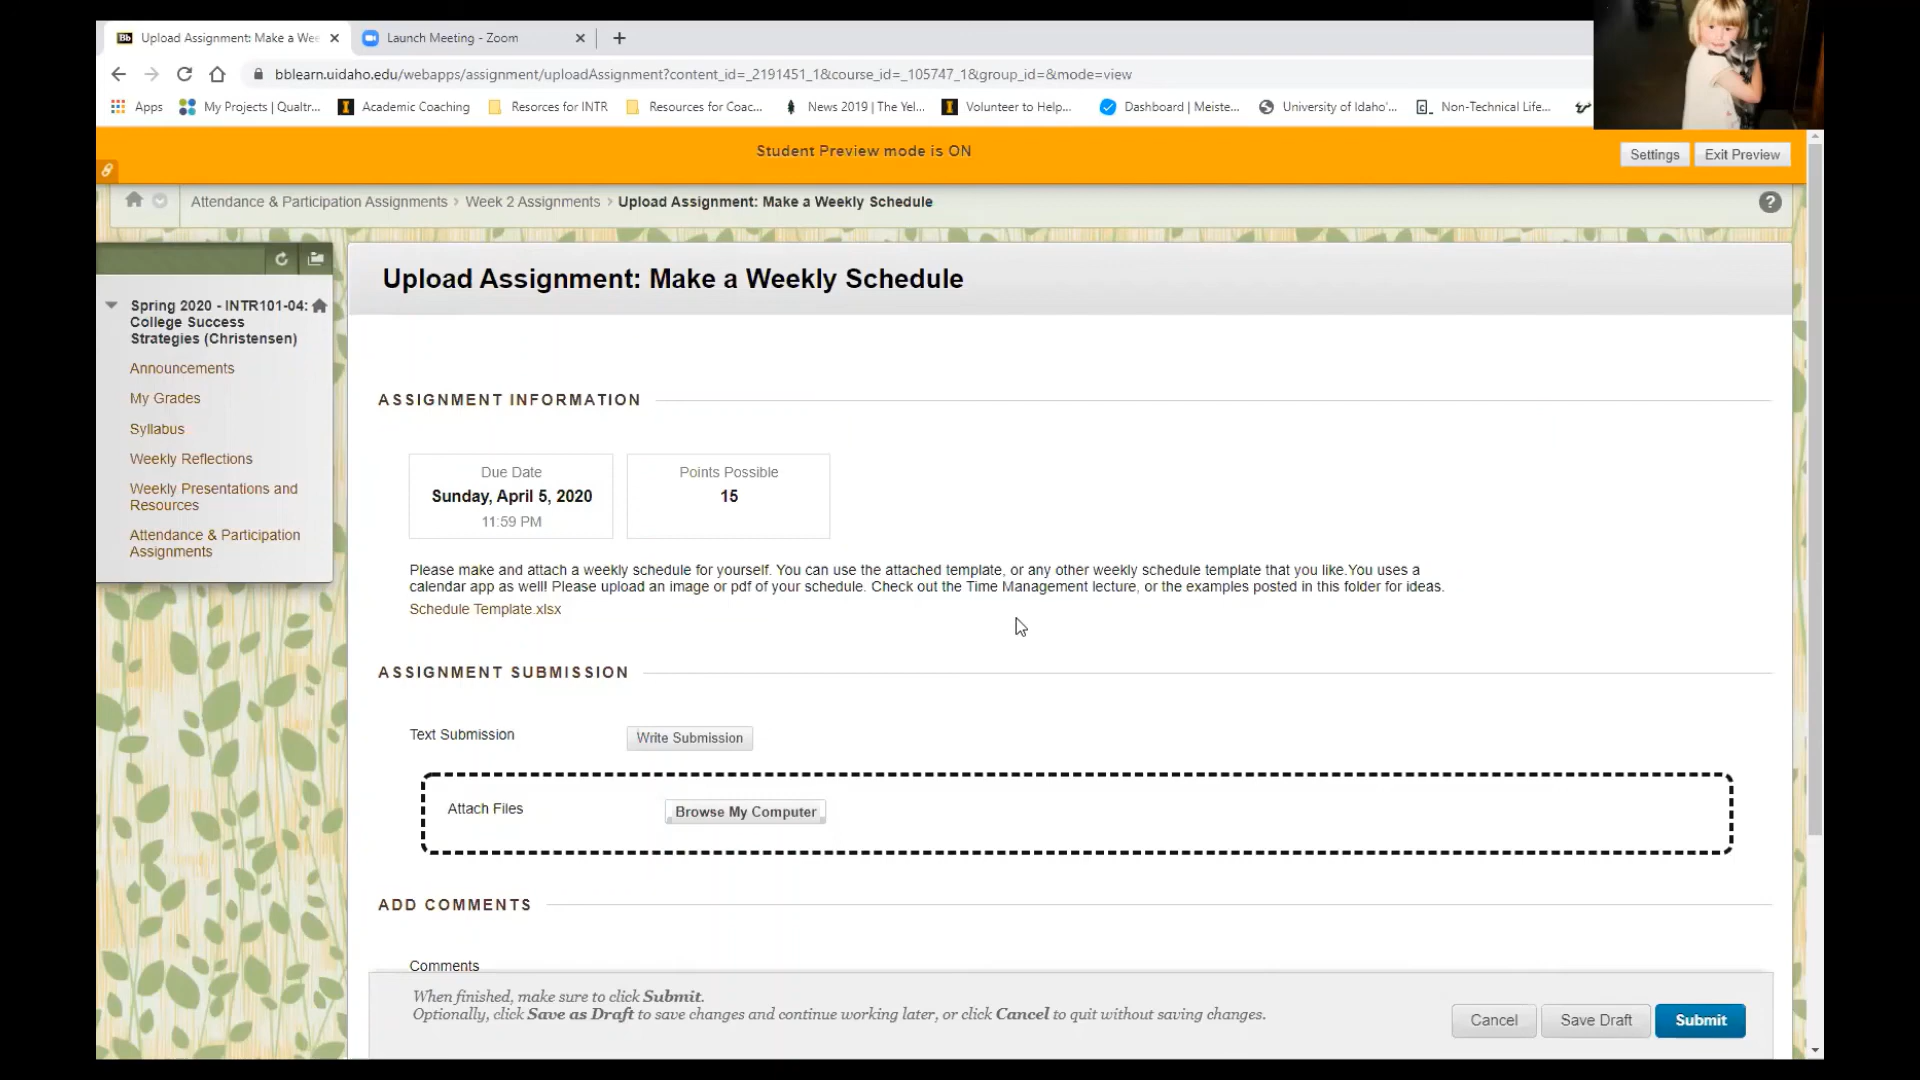 Upload Assignment: Make a Wee
Launch Meeting - Zoom
bblearn.uidaho.edu/webapps/assignment/uploadAssignment?content_id=_2191451_1&course_id=_105747_1&group_id=&mode=view
Apps My Projects | Qualtr... Academic Coaching Resorces for INTR Resources for Coac... News 2019 | The Yel... Volunteer to Help... Dashboard | Meiste... University of Idaho'... Non-Technical Life...
Student Preview mode is ON
Settings Exit Preview
Attendance & Participation Assignments > Week 2 Assignments > Upload Assignment: Make a Weekly Schedule
?
Spring 2020 - INTR101-04:
College Success
Strategies (Christensen)
Announcements
My Grades
Syllabus
Weekly Reflections
Weekly Presentations and
Resources
Attendance & Participation
Assignments
Upload Assignment: Make a Weekly Schedule
ASSIGNMENT INFORMATION
Due Date
Sunday, April 5, 2020
11:59 PM
Points Possible
15
Please make and attach a weekly schedule for yourself. You can use the attached template, or any other weekly schedule template that you like.You uses a
calendar app as well! Please upload an image or pdf of your schedule. Check out the Time Management lecture, or the examples posted in this folder for ideas.
Schedule Template.xlsx
ASSIGNMENT SUBMISSION
Text Submission Write Submission
Attach Files Browse My Computer
ADD COMMENTS
Comments
When finished, make sure to click Submit.
Optionally, click Save as Draft to save changes and continue working later, or click Cancel to quit without saving changes.
Cancel Save Draft Submit